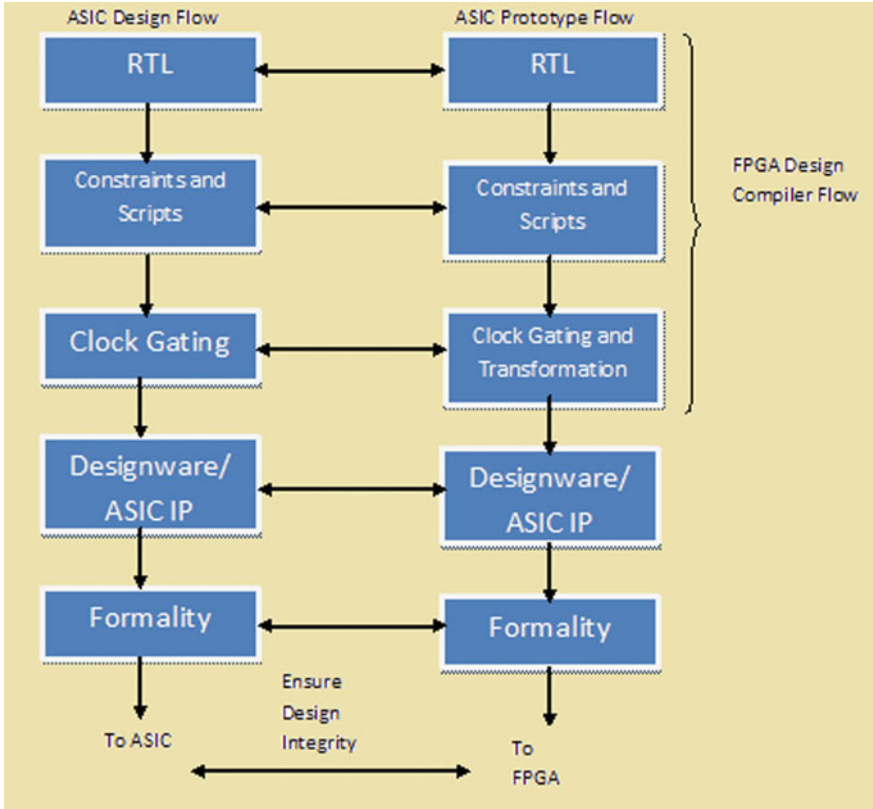 ASIC Design Flow
ASIC Prototype Flow
RTL
RTL
Constraints and
Scripts
Constraints and
Scripts
FPGA Design
Compiler Flow
Clock Gating
Clock Gating and
Transformation
Designware/
ASIC IP
Designware/
ASIC IP
Formality
Formality
Ensure
Design
Integrity
To ASIC
To
FPGA